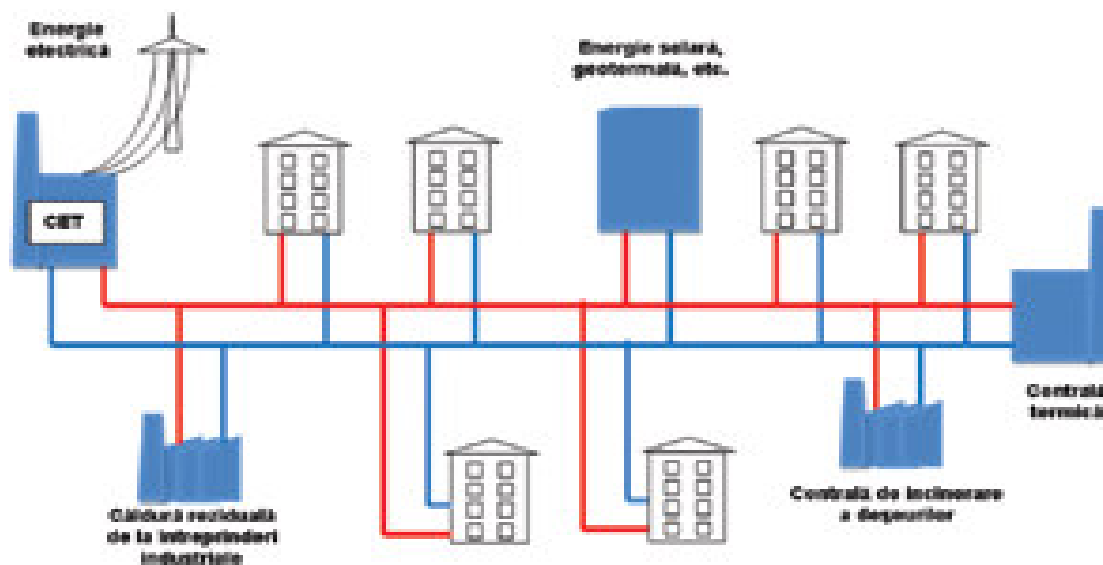 Energie
electrică
Energie solară,
geotermală, etc.
CET
Centrală
termică
Căldură reziduală
de la întreprinderi
industriale
Centrală de incinerare
a deșeurilor